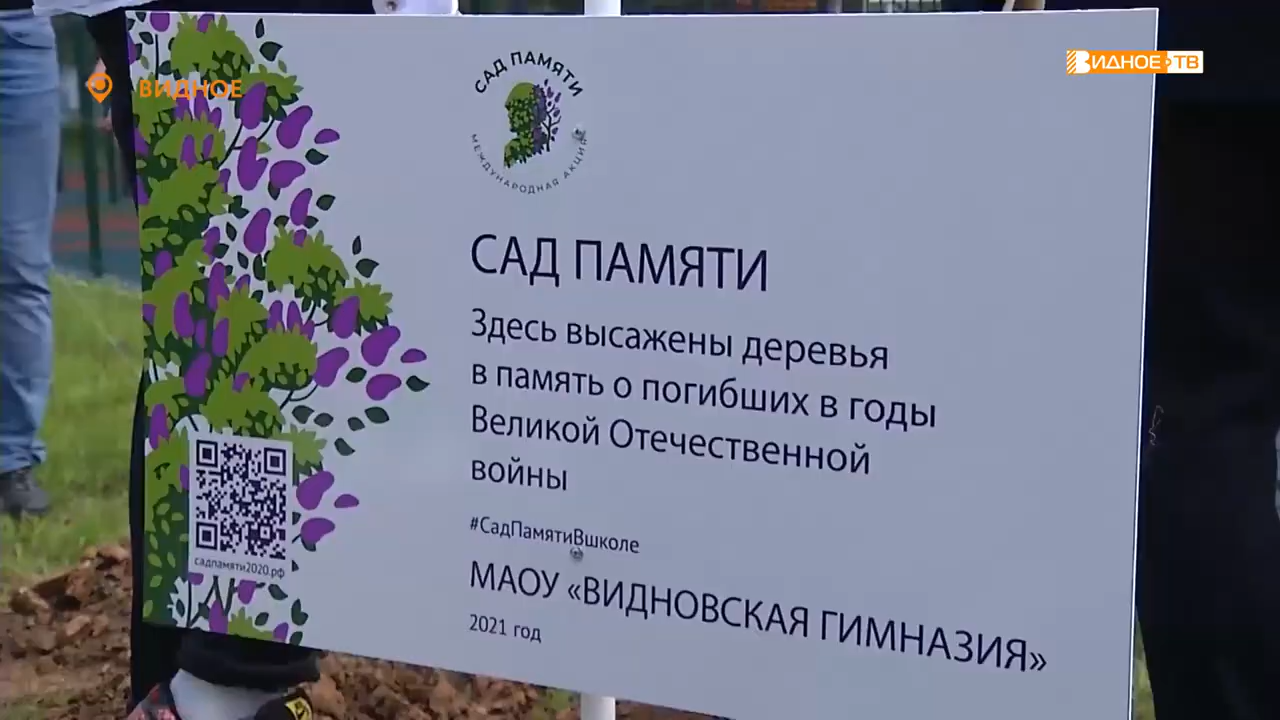 ВИДНОЕ
ВИДНОЕ ТВ
САД ПАМЯТИ
МЕЖДУНАРОДНАЯ АКЦИЯ
САД ПАМЯТИ
Здесь высажены деревья
в память о погибших в годы
Великой Отечественной
войны
#СадПамятиВшколе
садпамяти2020.рф
МАОУ «ВИДНОВСКАЯ ГИМНАЗИЯ»
2021 год